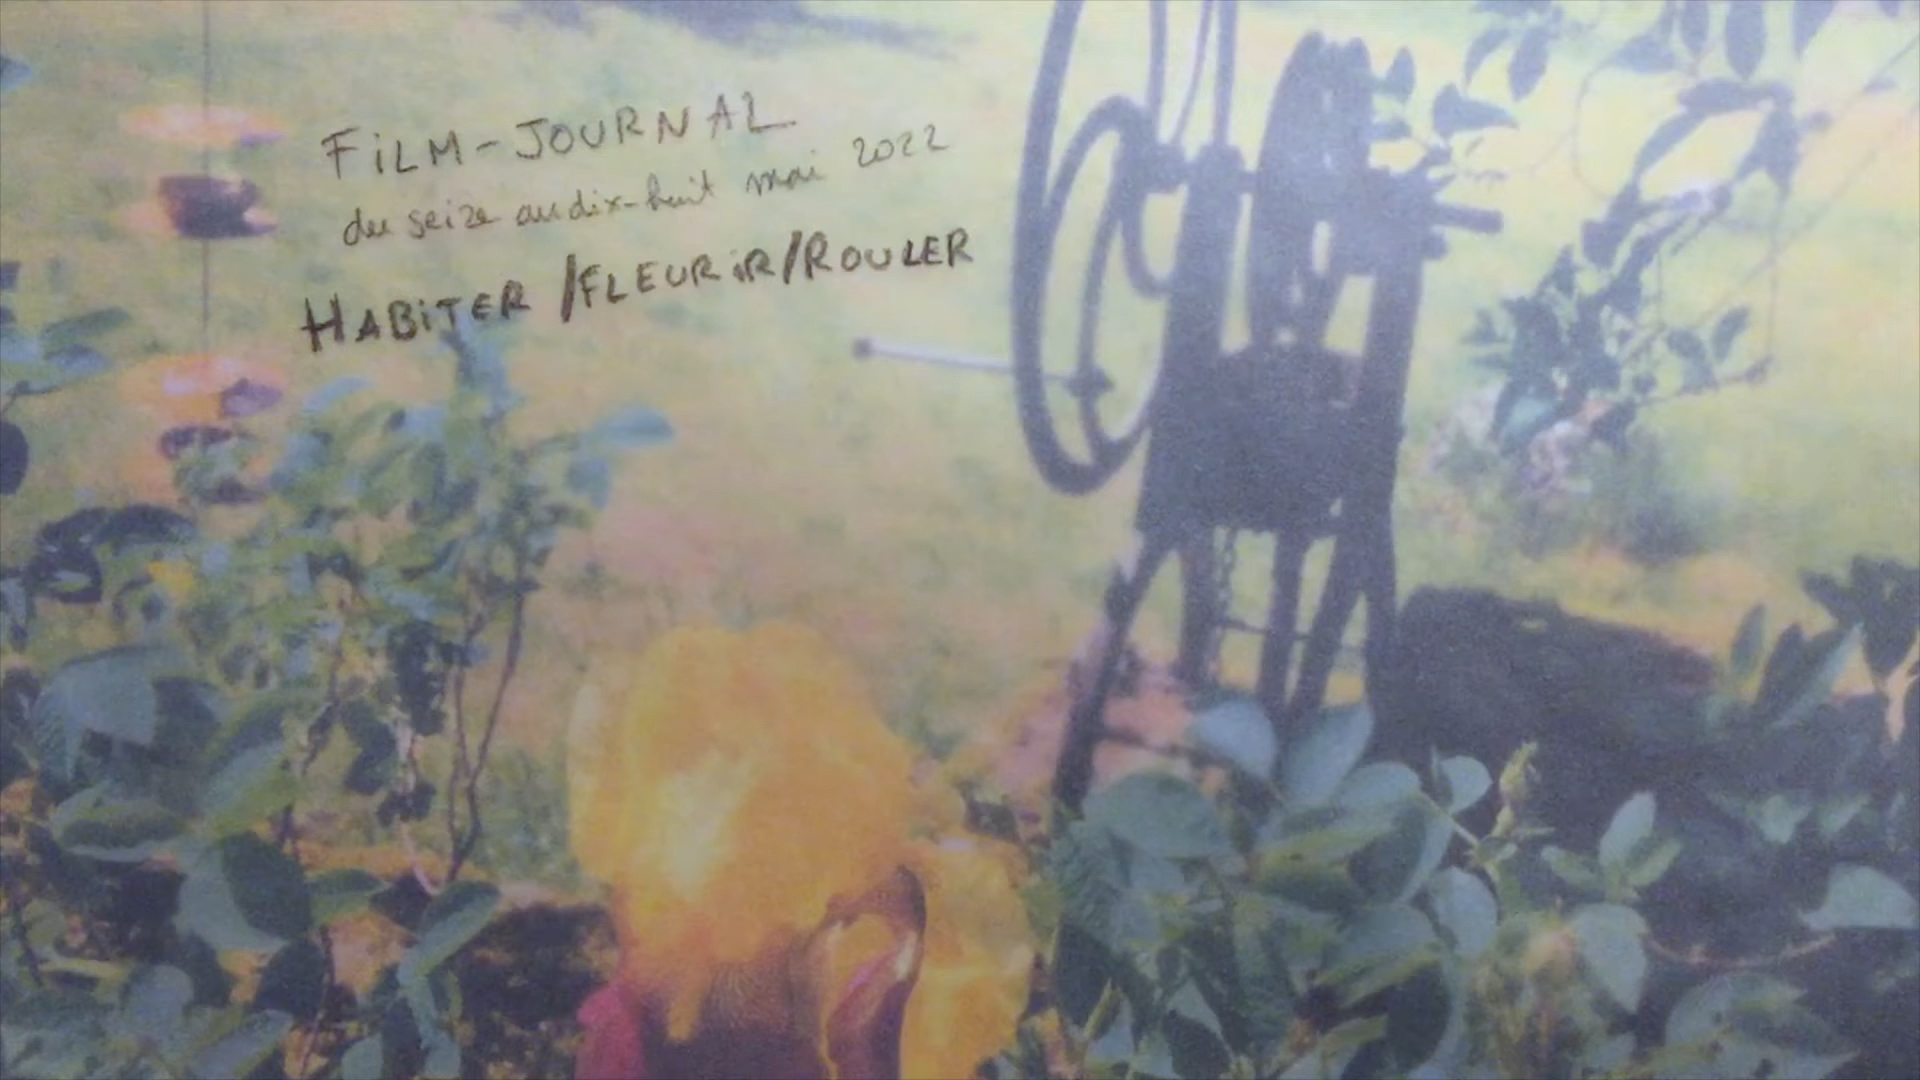 FiLM-JOURNAL
du seize au dix-huit mai 2022
HABiTER /FLEURiR/ROULER